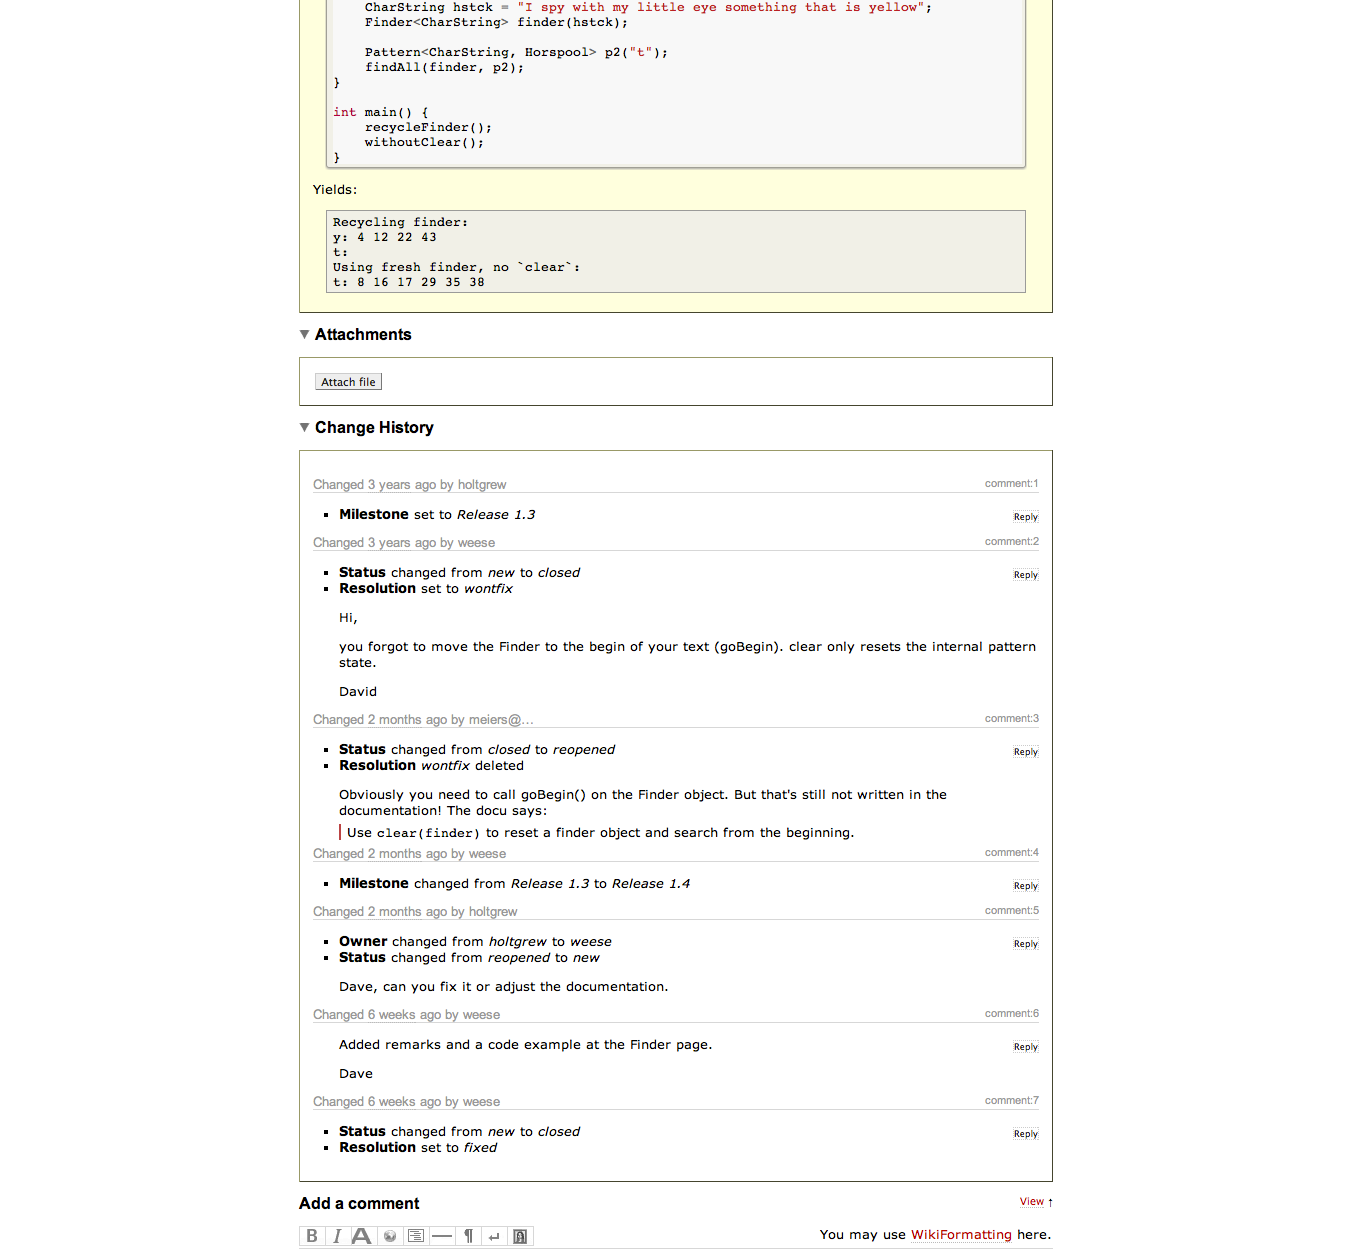 CharString hstck = "I spy with my little eye something that is yellow";
Finder<CharString> finder(hstck);
Pattern<CharString, Horspool> p2("t");
findAll(finder, p2);
}
int main() {
recycleFinder();
withoutClear();
}
Yields:
Recycling finder:
y: 4 12 22 43
t:
Using fresh finder, no `clear`:
t: 8 16 17 29 35 38
▼ Attachments
Attach file
▼ Change History
Changed 3 years ago by holtgrew comment:1
▪ Milestone set to Release 1.3 Reply
Changed 3 years ago by weese comment:2
▪ Status changed from new to closed Reply
▪ Resolution set to wontfix
Hi,
you forgot to move the Finder to the begin of your text (goBegin). clear only resets the internal pattern
state.
David
Changed 2 months ago by meiers@… comment:3
▪ Status changed from closed to reopened Reply
▪ Resolution wontfix deleted
Obviously you need to call goBegin() on the Finder object. But that's still not written in the
documentation! The docu says:
Use clear(finder) to reset a finder object and search from the beginning.
Changed 2 months ago by weese comment:4
▪ Milestone changed from Release 1.3 to Release 1.4 Reply
Changed 2 months ago by holtgrew comment:5
▪ Owner changed from holtgrew to weese Reply
▪ Status changed from reopened to new
Dave, can you fix it or adjust the documentation.
Changed 6 weeks ago by weese comment:6
Added remarks and a code example at the Finder page. Reply
Dave
Changed 6 weeks ago by weese comment:7
▪ Status changed from new to closed Reply
▪ Resolution set to fixed
Add a comment View ↑
B I A ¶ ↵ You may use WikiFormatting here.